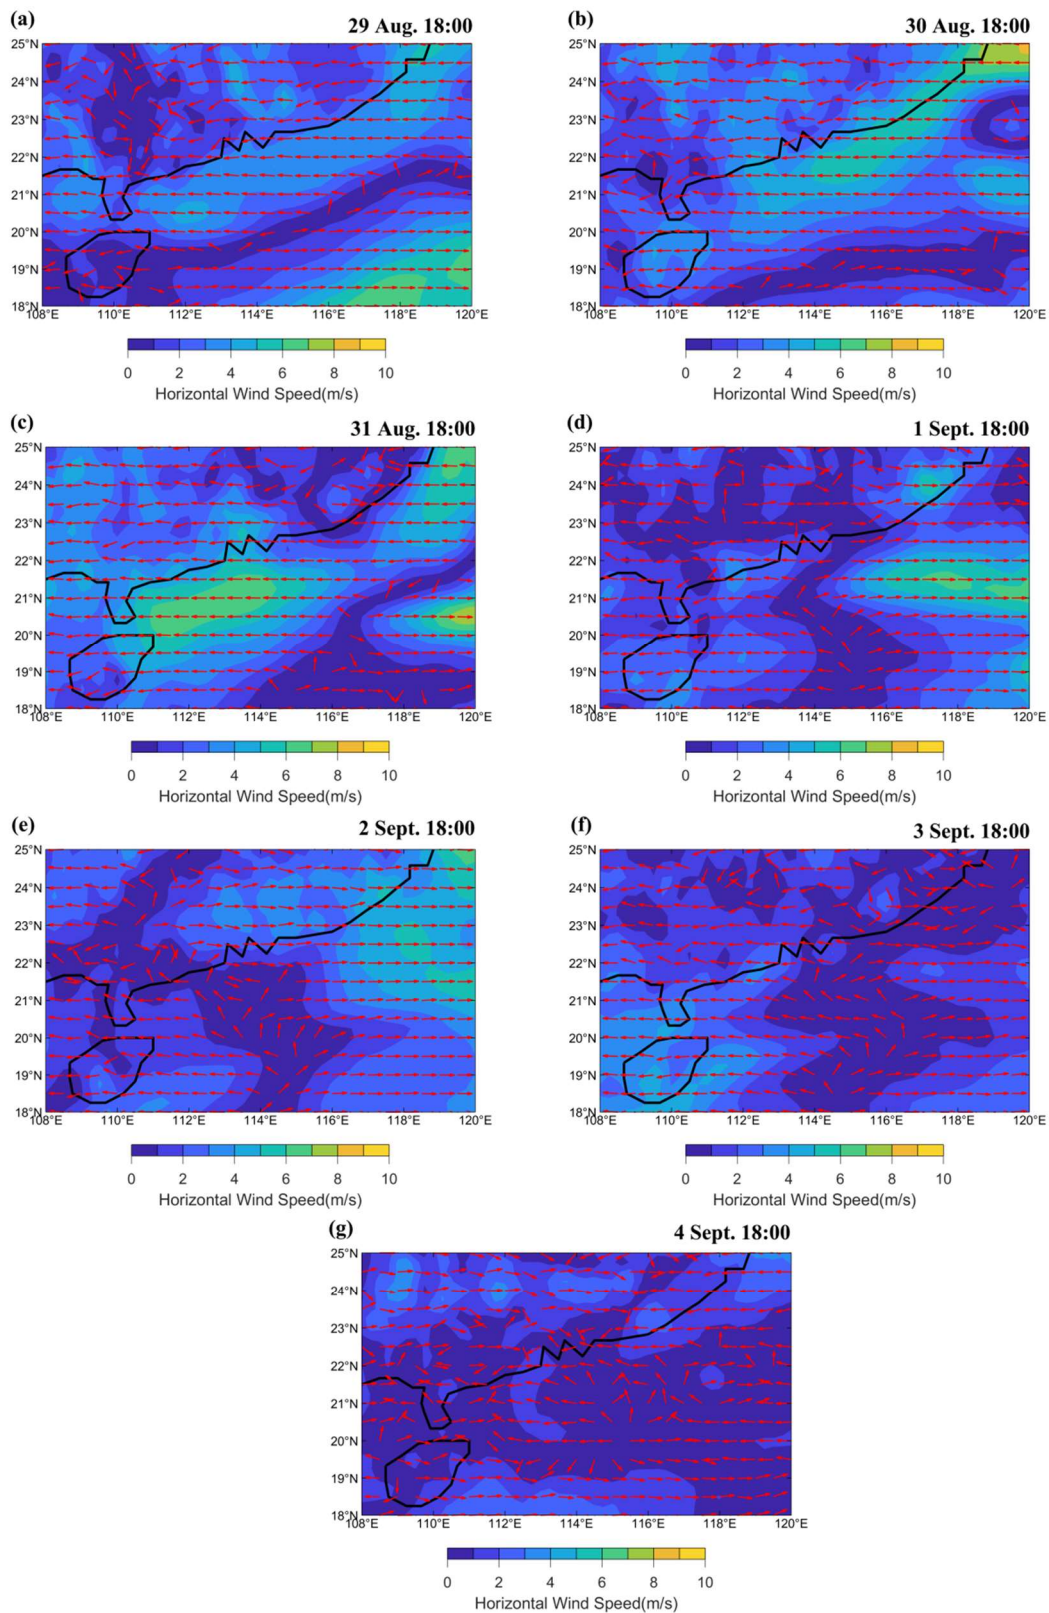 (a)
29 Aug. 18:00
25°N
24°N
23°N
22°N
21°N
20°N
19°N
18°N
108°E 110°E 112°E 114°E 116°E 118°E 120°E
0 2 4 6 8 10
Horizontal Wind Speed(m/s)
(b)
30 Aug. 18:00
25°N
24°N
23°N
22°N
21°N
20°N
19°N
18°N
108°E 110°E 112°E 114°E 116°E 118°E 120°E
0 2 4 6 8 10
Horizontal Wind Speed(m/s)
(c)
31 Aug. 18:00
25°N
24°N
23°N
22°N
21°N
20°N
19°N
18°N
108°E 110°E 112°E 114°E 116°E 118°E 120°E
0 2 4 6 8 10
Horizontal Wind Speed(m/s)
(d)
1 Sept. 18:00
25°N
24°N
23°N
22°N
21°N
20°N
19°N
18°N
108°E 110°E 112°E 114°E 116°E 118°E 120°E
0 2 4 6 8 10
Horizontal Wind Speed(m/s)
(e)
2 Sept. 18:00
25°N
24°N
23°N
22°N
21°N
20°N
19°N
18°N
108°E 110°E 112°E 114°E 116°E 118°E 120°E
0 2 4 6 8 10
Horizontal Wind Speed(m/s)
(f)
3 Sept. 18:00
25°N
24°N
23°N
22°N
21°N
20°N
19°N
18°N
108°E 110°E 112°E 114°E 116°E 118°E 120°E
0 2 4 6 8 10
Horizontal Wind Speed(m/s)
(g)
4 Sept. 18:00
25°N
24°N
23°N
22°N
21°N
20°N
19°N
18°N
108°E 110°E 112°E 114°E 116°E 118°E 120°E
0 2 4 6 8 10
Horizontal Wind Speed(m/s)